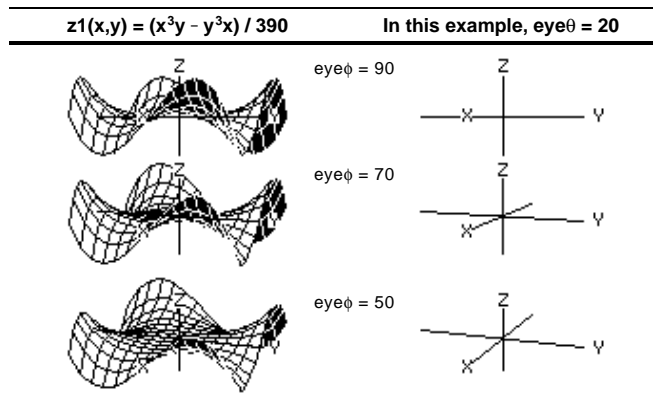 z1(x,y) = (x³y – y³x) / 390 In this example, eyeθ = 20
Z eyeϕ = 90 Z
X Y
Z eyeϕ = 70 Z
X Y
Z eyeϕ = 50 Z
Y Y
X X